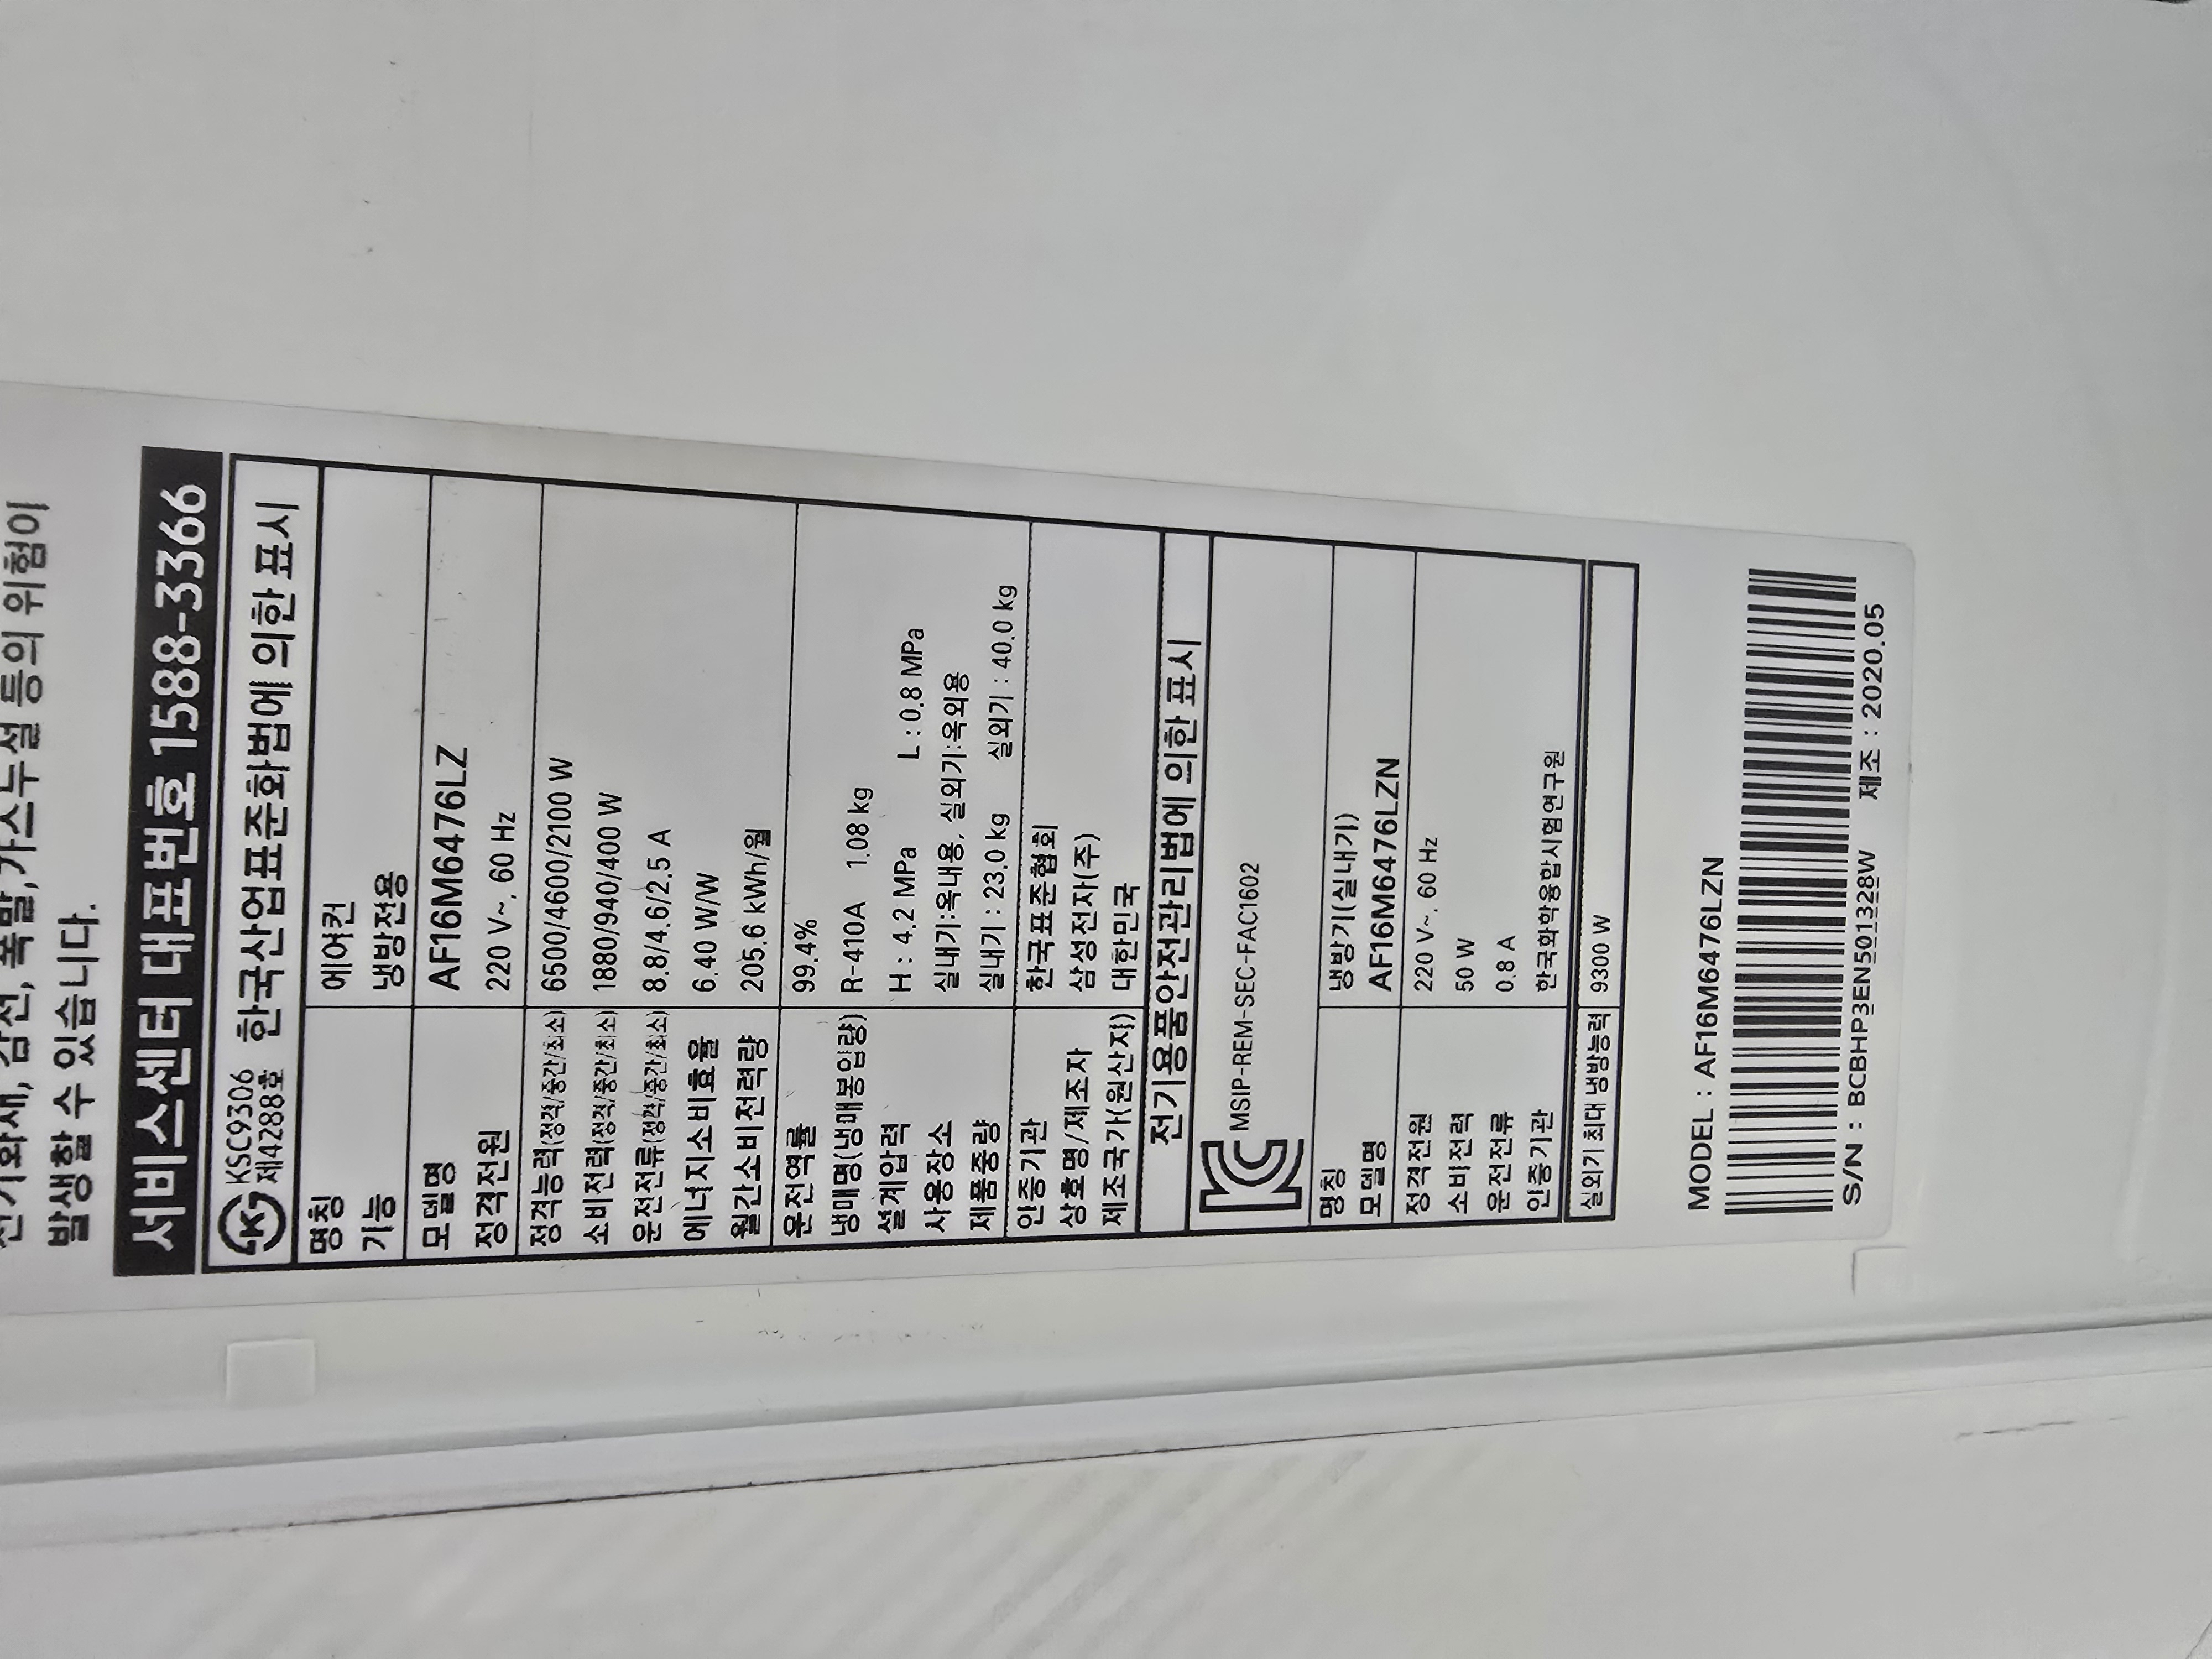 발생할 수 있습니다.
서비스센터 대표번호 1588-3366
KSC9306
제4288호
한국산업표준화법에 의한 표시
명칭 에어컨
기능 냉방전용
모델명 AF16M6476LZ
정격전원 220 V~, 60 Hz
정격능력(정격/중간/최소) 6500/4600/2100 W
소비전력(정격/중간/최소) 1880/940/400 W
운전전류(정격/중간/최소) 8.8/4.6/2.5 A
에너지소비효율 6.40 W/W
월간소비전력량 205.6 kWh/월
운전역률 99.4%
냉매명(냉매봉입량) R-410A 1.08 kg
설계압력 H : 4.2 MPa L : 0.8 MPa
사용장소 실내기:옥내용, 실외기:옥외용
제품중량 실내기 : 23.0 kg 실외기 : 40.0 kg
인증기관 한국표준협회
상호명/제조자 삼성전자(주)
제조국가(원산지) 대한민국
전기용품안전관리법에 의한 표시
MSIP-REM-SEC-FAC1602
명칭 냉방기(실내기)
모델명 AF16M6476LZN
정격전원 220 V~, 60 Hz
소비전력 50 W
운전전류 0.8 A
인증기관 한국화학융합시험연구원
실외기 최대 냉방능력 9300 W
MODEL : AF16M6476LZN
S/N : BCBHP3EN501328W 제조 : 2020.05